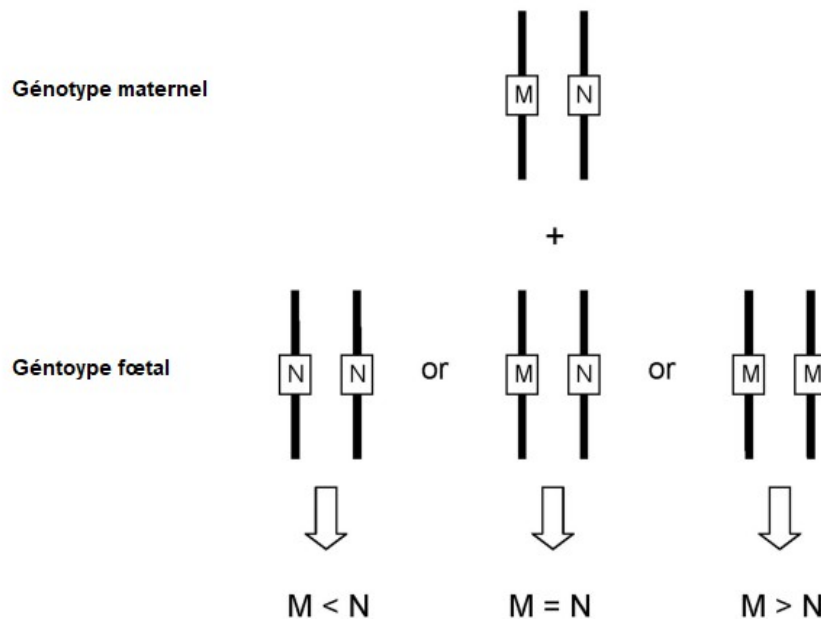 Génotype maternel
M N
+
Géntoype fœtal
N N or M N or M M
M < N M = N M > N